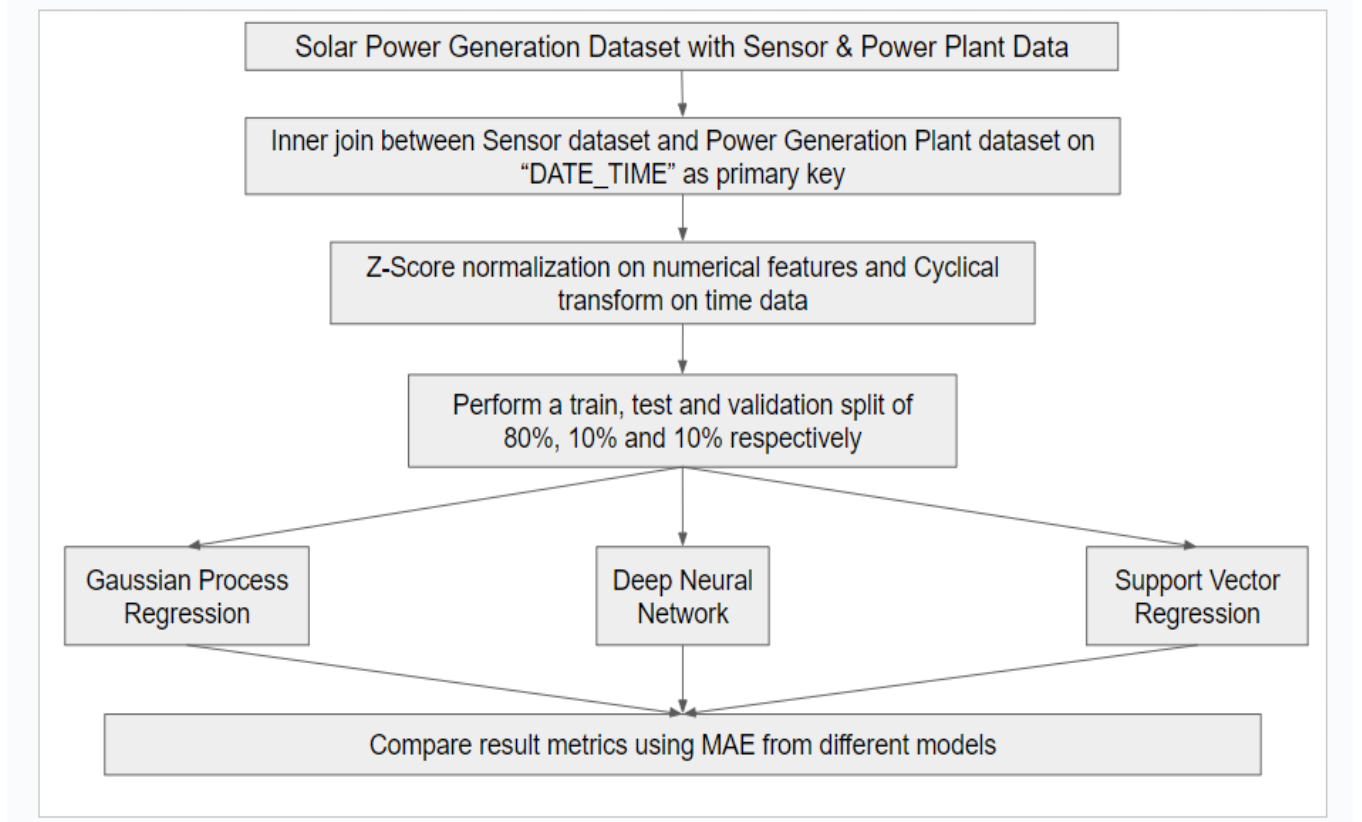 Solar Power Generation Dataset with Sensor & Power Plant Data
Inner join between Sensor dataset and Power Generation Plant dataset on
“DATE_TIME” as primary key
Z-Score normalization on numerical features and Cyclical
transform on time data
Perform a train, test and validation split of
80%, 10% and 10% respectively
Gaussian Process
Regression
Deep Neural
Network
Support Vector
Regression
Compare result metrics using MAE from different models